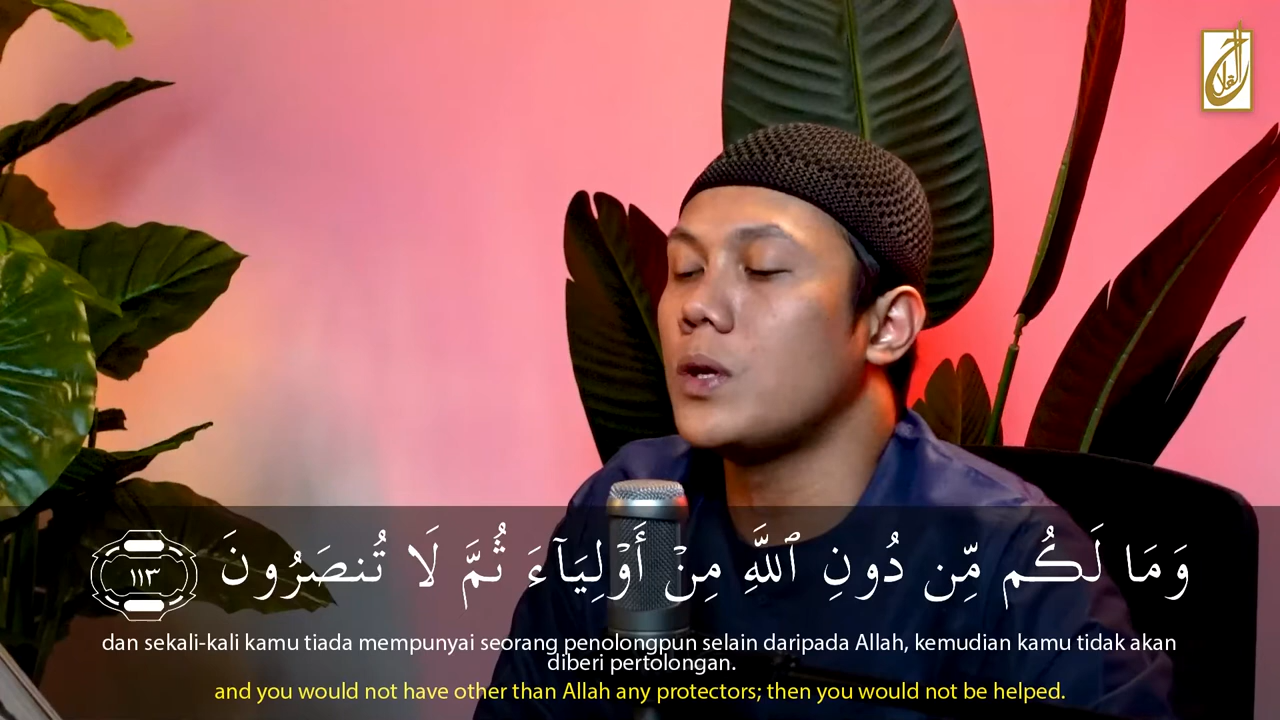 وَمَا لَكُم مِّن دُونِ ٱللَّهِ مِنْ أَوْلِيَآءَ ثُمَّ لَا تُنصَرُونَ ١١٣
dan sekali-kali kamu tiada mempunyai seorang penolongpun selain daripada Allah, kemudian kamu tidak akan
diberi pertolongan.
and you would not have other than Allah any protectors; then you would not be helped.